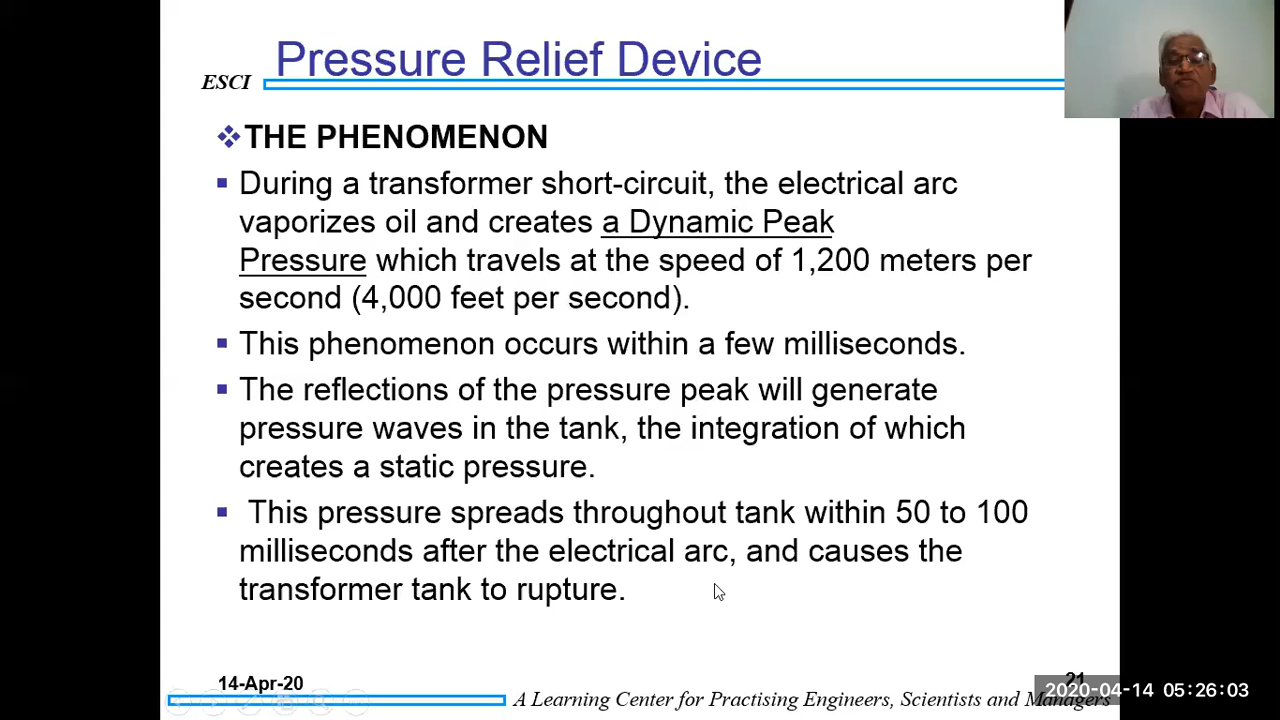 Pressure Relief Device
ESCI
❖THE PHENOMENON
▪ During a transformer short-circuit, the electrical arc
vaporizes oil and creates a Dynamic Peak
Pressure which travels at the speed of 1,200 meters per
second (4,000 feet per second).
▪ This phenomenon occurs within a few milliseconds.
▪ The reflections of the pressure peak will generate
pressure waves in the tank, the integration of which
creates a static pressure.
▪ This pressure spreads throughout tank within 50 to 100
milliseconds after the electrical arc, and causes the
transformer tank to rupture.
14-Apr-20
21
A Learning Center for Practising Engineers, Scientists and Managers
2020-04-14 05:26:03